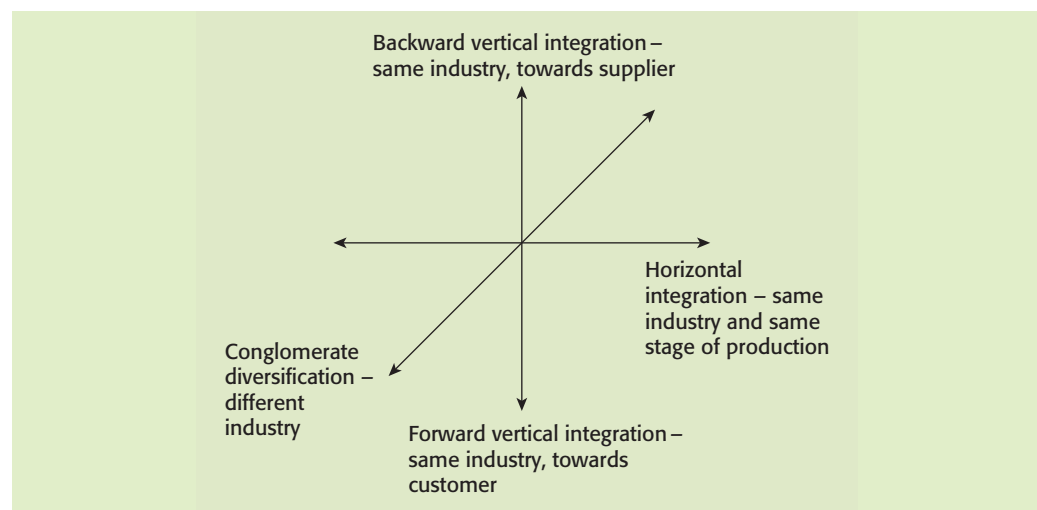 Backward vertical integration –
same industry, towards supplier
Horizontal
integration – same
industry and same
stage of production
Conglomerate
diversification –
different
industry
Forward vertical integration –
same industry, towards
customer